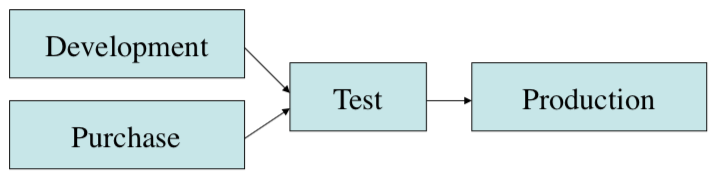 Development
Purchase
Test
Production